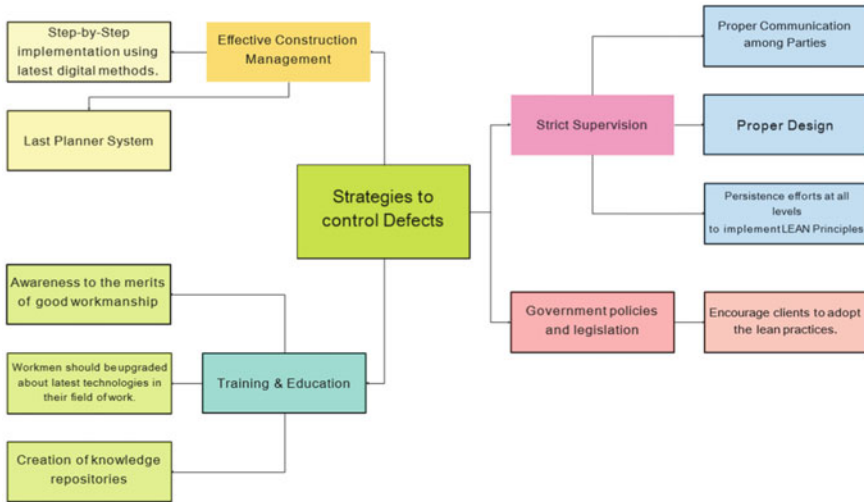 Step-by-Step
implementation using
latest digital methods.
Effective Construction
Management
Last Planner System
Strategies to
control Defects
Awareness to the merits
of good workmanship
Workmen should be upgraded
about latest technologies in
their field of work.
Training & Education
Creation of knowledge
repositories
Proper Communication
among Parties
Strict Supervision
Proper Design
Persistence efforts at all
levels
to implement LEAN Principles
Government policies
and legislation
Encourage clients to adopt
the lean practices.